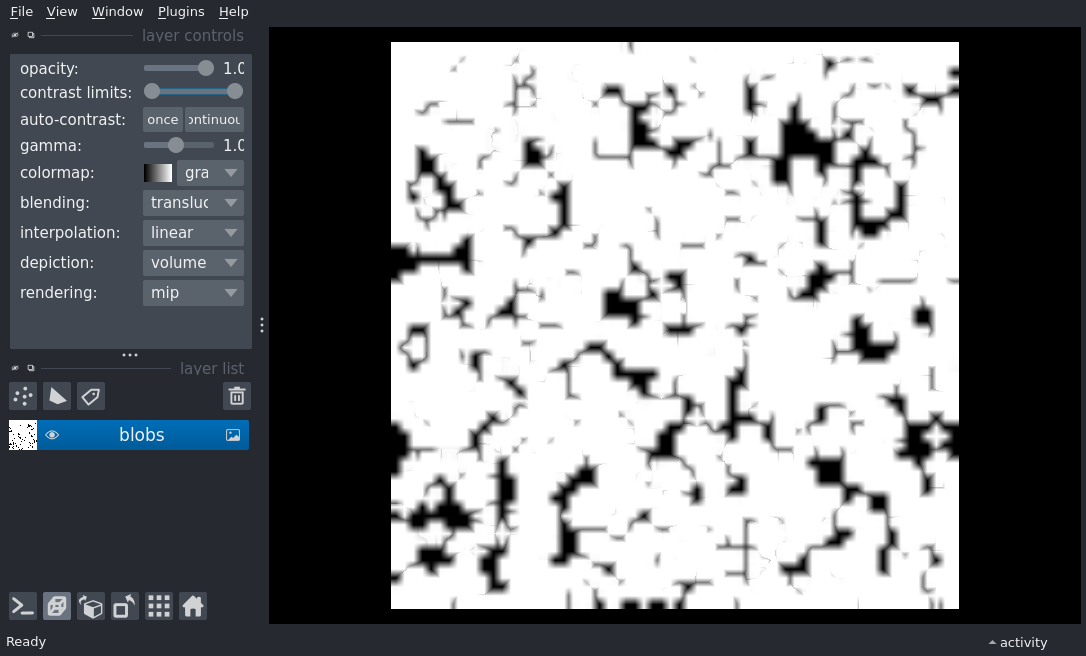 File View Window Plugins Help
layer controls
opacity: 1.0
contrast limits:
auto-contrast: once ontinuou
gamma: 1.0
colormap: gra
blending: transluc
interpolation: linear
depiction: volume
rendering: mip
layer list
blobs
Ready
activity